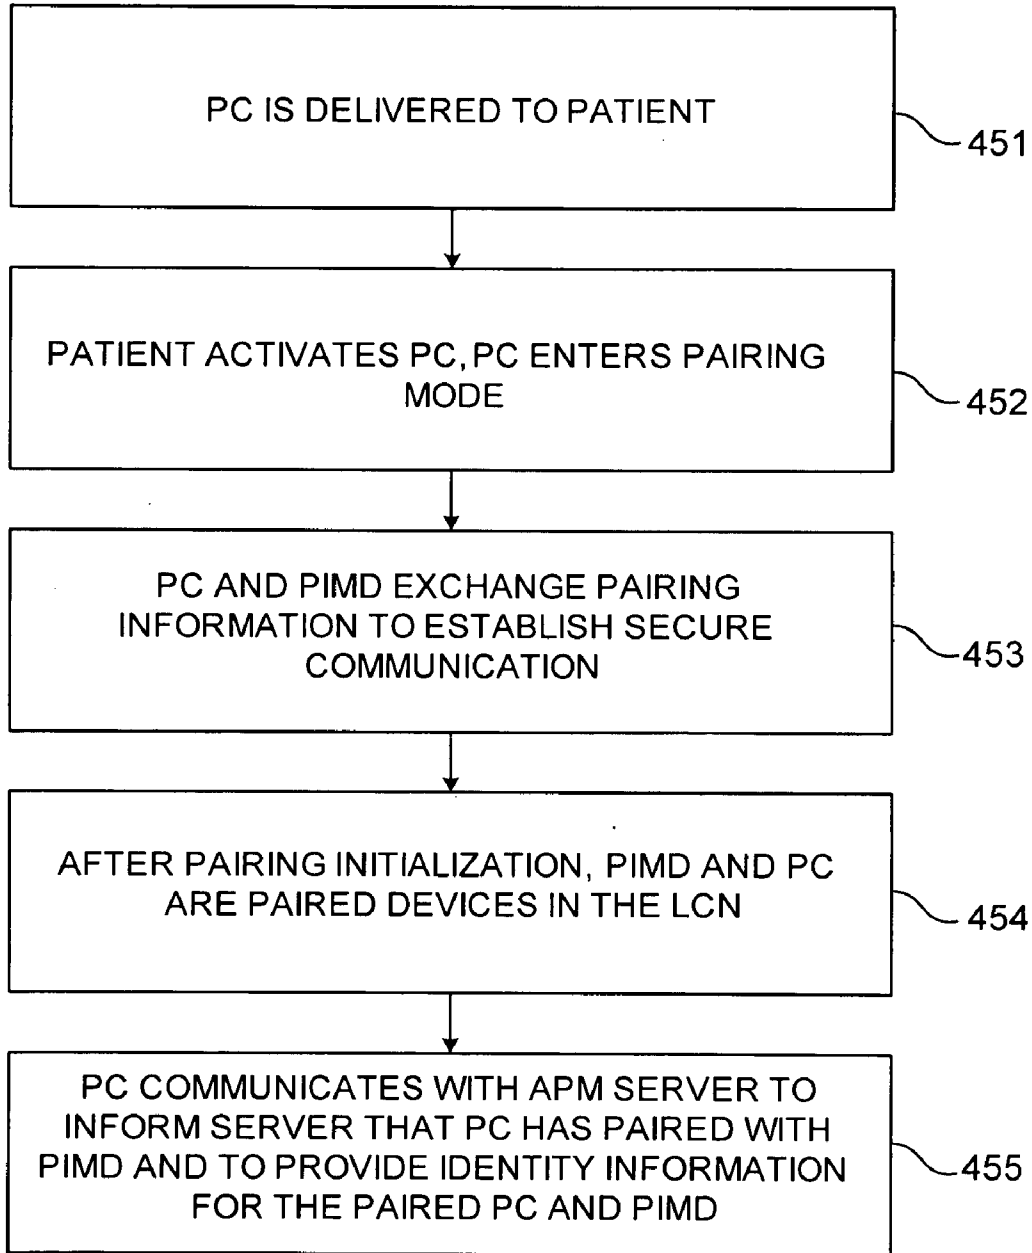 PC IS DELIVERED TO PATIENT
451
PATIENT ACTIVATES PC, PC ENTERS PAIRING
MODE
452
PC AND PIMD EXCHANGE PAIRING
INFORMATION TO ESTABLISH SECURE
COMMUNICATION
453
AFTER PAIRING INITIALIZATION, PIMD AND PC
ARE PAIRED DEVICES IN THE LCN
454
PC COMMUNICATES WITH APM SERVER TO
INFORM SERVER THAT PC HAS PAIRED WITH
PIMD AND TO PROVIDE IDENTITY INFORMATION
FOR THE PAIRED PC AND PIMD
455